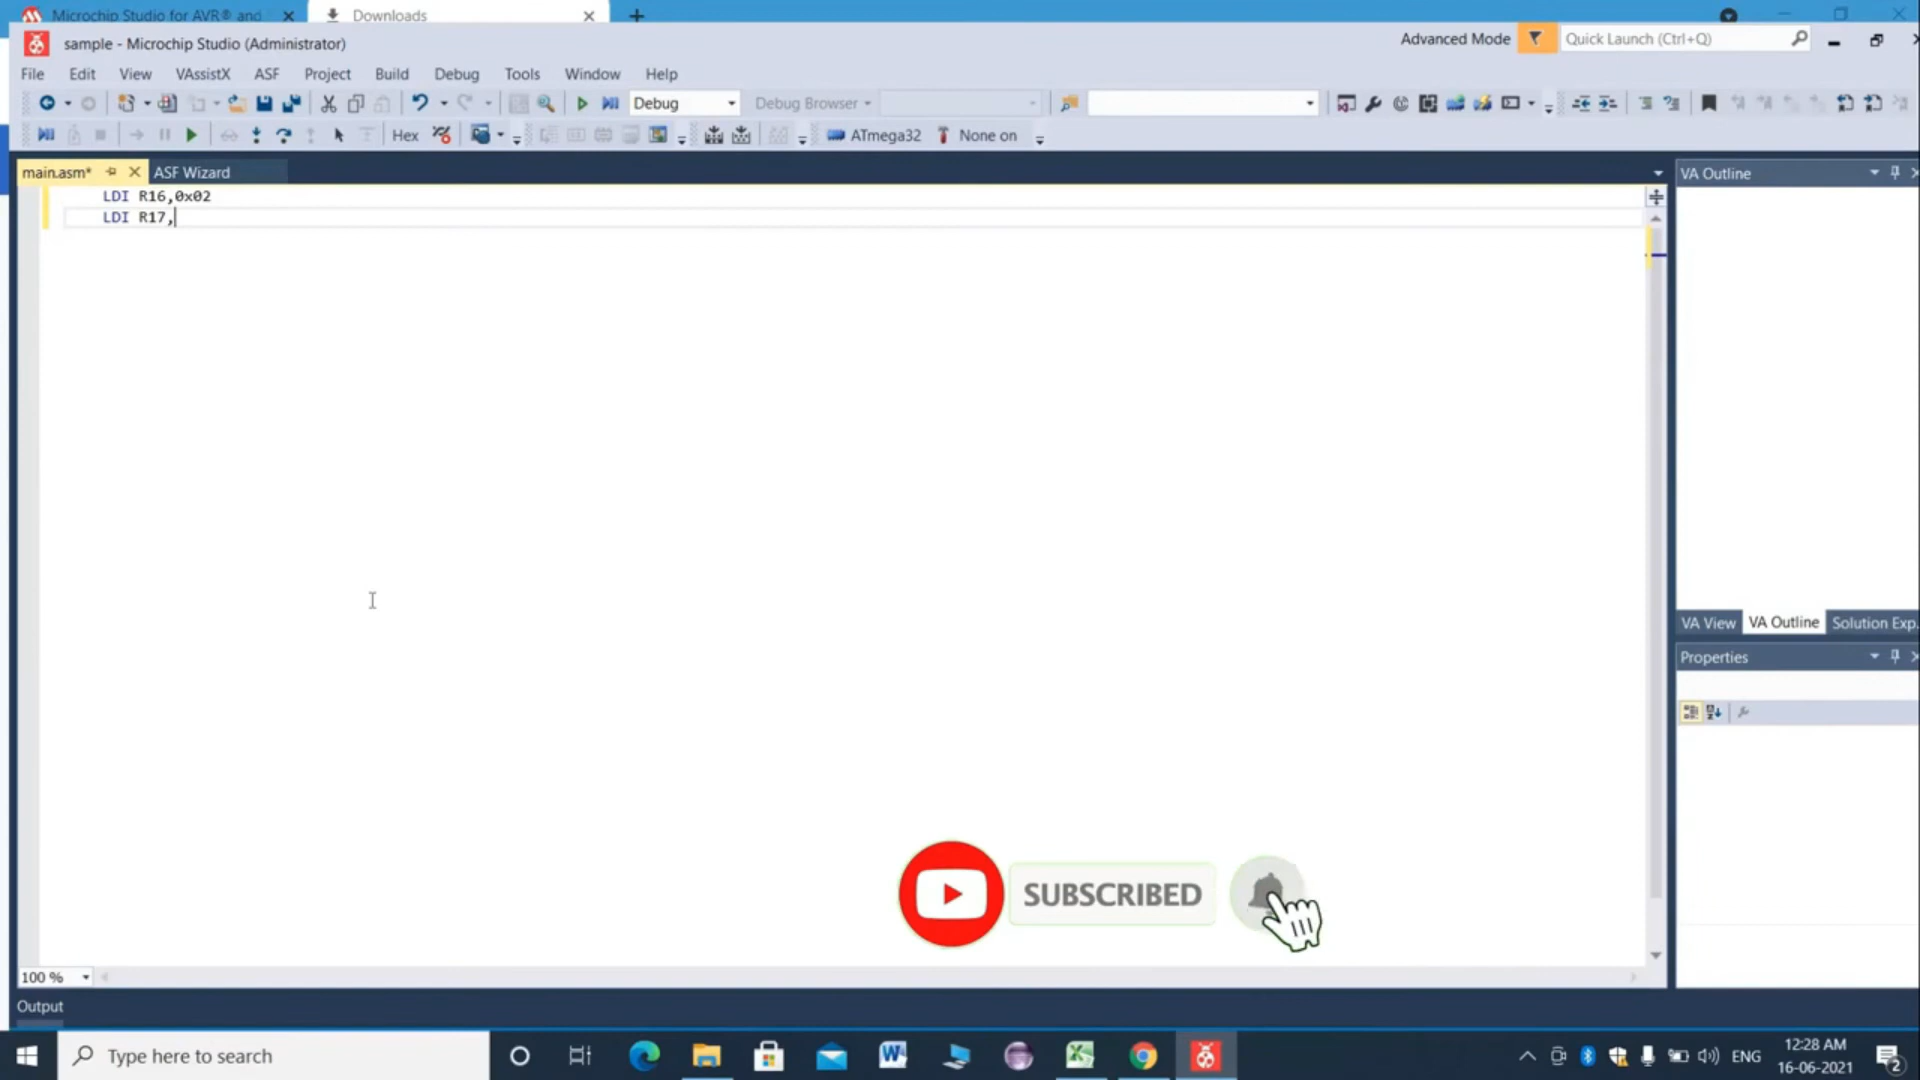 Microchip Studio for AVR® and
Downloads
sample - Microchip Studio (Administrator)
Advanced Mode
Quick Launch (Ctrl+Q)
File Edit View VAssistX ASF Project Build Debug Tools Window Help
Debug
Debug Browser
Hex
ATmega32
None on
main.asm*
ASF Wizard
LDI R16,0x02
LDI R17,
VA Outline
VA View
VA Outline
Solution Exp.
Properties
SUBSCRIBED
100 %
Output
Type here to search
ENG
12:28 AM
16-06-2021
2